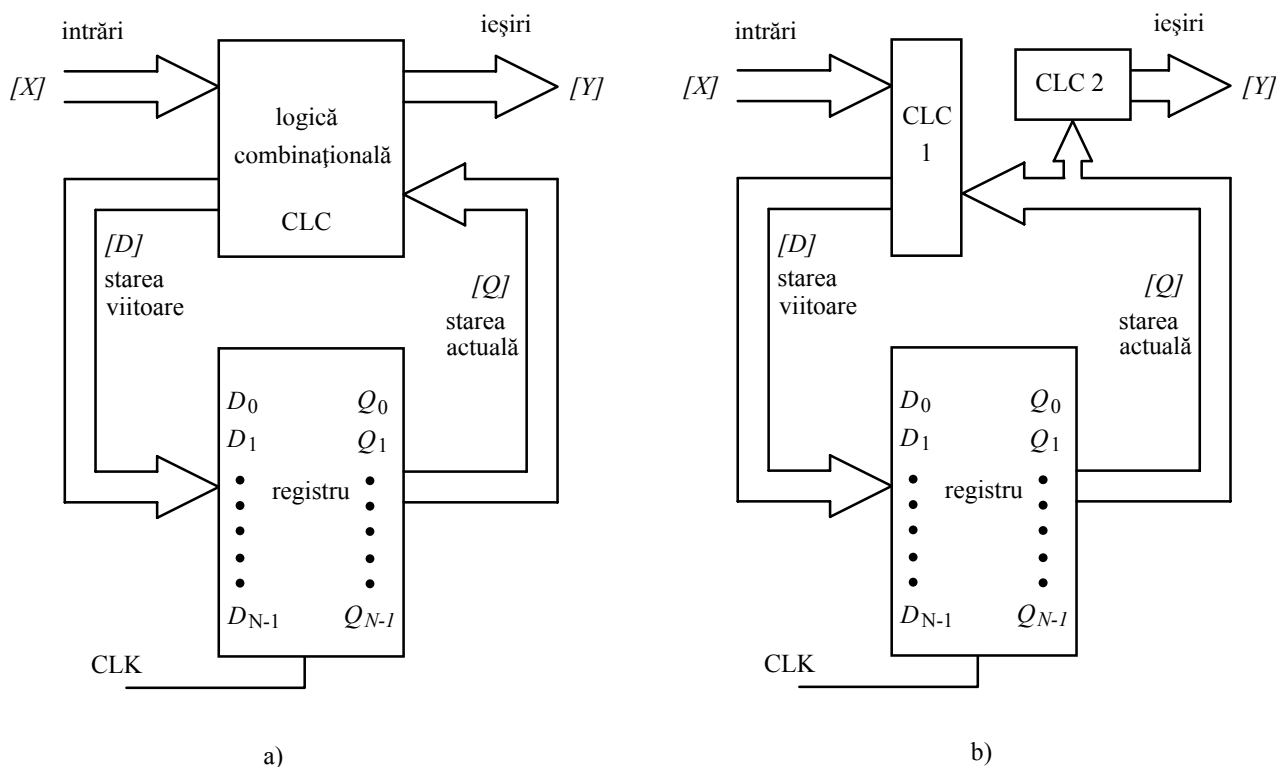 intrări
ieşiri
[X]
[Y]
logică
combinaţională
CLC
[D]
starea
viitoare
[Q]
starea
actuală
D0
Q0
D1
Q1
registru
DN-1
QN-1
CLK
a)
intrări
ieşiri
[X]
CLC
1
CLC 2
[Y]
[D]
starea
viitoare
[Q]
starea
actuală
D0
Q0
D1
Q1
registru
DN-1
QN-1
CLK
b)